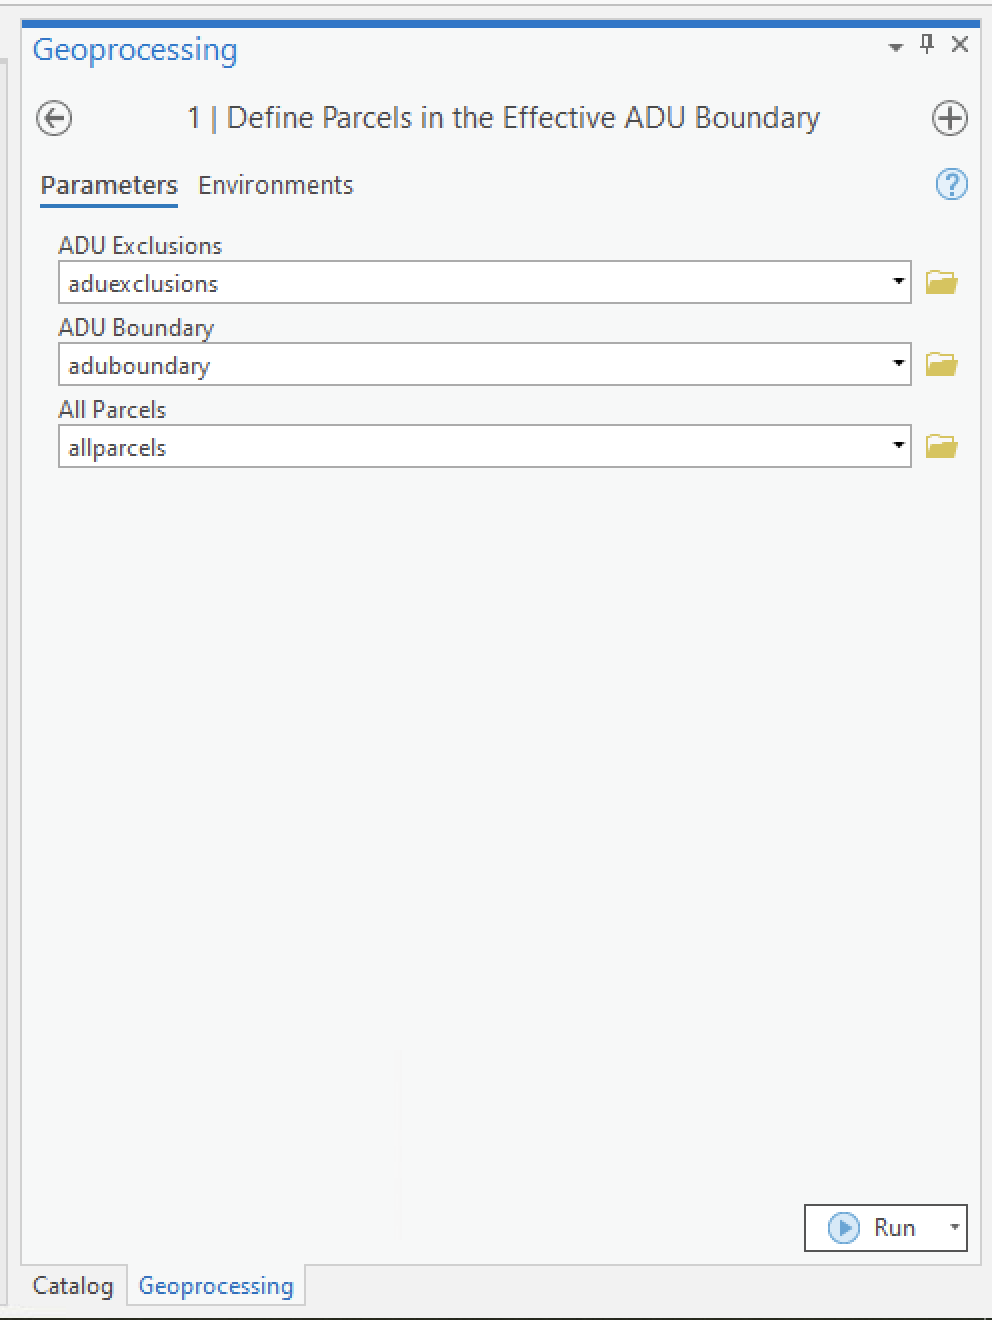 Geoprocessing
1 | Define Parcels in the Effective ADU Boundary
Parameters Environments
ADU Exclusions
aduexclusions
ADU Boundary
aduboundary
All Parcels
allparcels
Run
Catalog Geoprocessing